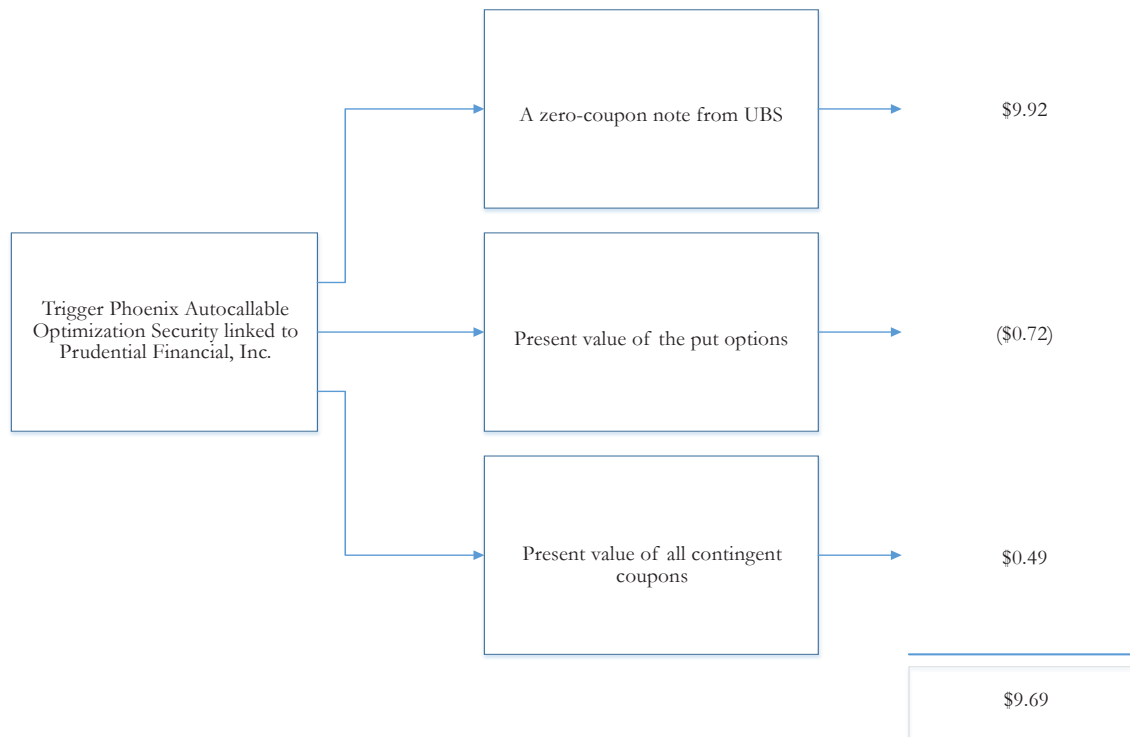 A zero-coupon note from UBS
$9.92
Trigger Phoenix Autocallable
Optimization Security linked to
Prudential Financial, Inc.
Present value of the put options
($0.72)
Present value of all contingent
coupons
$0.49
$9.69